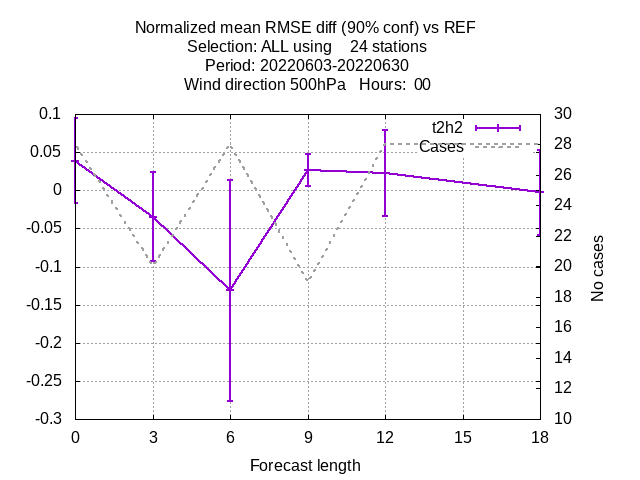 Normalized mean RMSE diff (90% conf) vs REF
Selection: ALL using    24 stations
Period: 20220603-20220630
Wind direction 500hPa   Hours:  00
0.1
0.05
0
-0.05
-0.1
-0.15
-0.2
-0.25
-0.3
t2h2
Cases
30
28
26
24
22
20
18
16
14
12
10
No cases
0 3 6 9 12 15 18
Forecast length